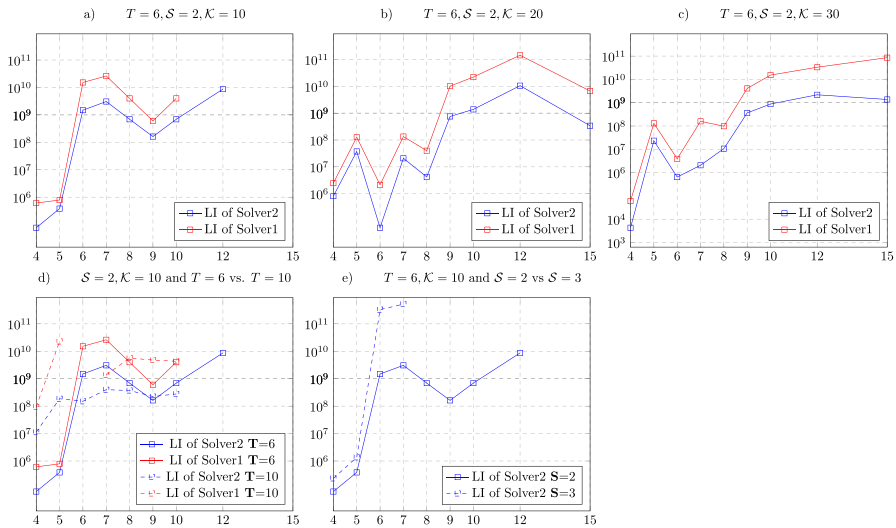 a) T = 6, S = 2, K = 10
b) T = 6, S = 2, K = 20
c) T = 6, S = 2, K = 30
10^11
10^10
10^9
10^8
10^7
10^6
LI of Solver2
LI of Solver1
4 5 6 7 8 9 10 12 15
10^11
10^10
10^9
10^8
10^7
10^6
LI of Solver2
LI of Solver1
4 5 6 7 8 9 10 12 15
10^11
10^10
10^9
10^8
10^7
10^6
10^4
10^3
LI of Solver2
LI of Solver1
4 5 6 7 8 9 10 12 15
d) S = 2, K = 10 and T = 6 vs. T = 10
e) T = 6, K = 10 and S = 2 vs S = 3
10^11
10^10
10^9
10^8
10^7
10^6
LI of Solver2 T=6
LI of Solver1 T=6
LI of Solver2 T=10
LI of Solver1 T=10
4 5 6 7 8 9 10 12 15
10^11
10^10
10^9
10^8
10^7
10^6
LI of Solver2 S=2
LI of Solver2 S=3
4 5 6 7 8 9 10 12 15